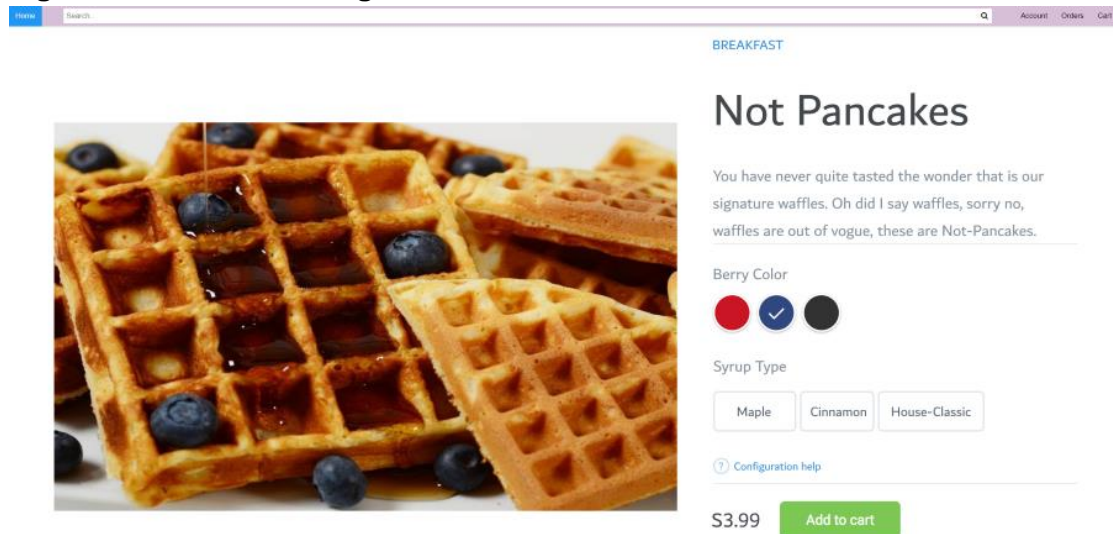 Home Search... Account Orders Cart
BREAKFAST
Not Pancakes
You have never quite tasted the wonder that is our
signature waffles. Oh did I say waffles, sorry no,
waffles are out of vogue, these are Not-Pancakes.
Berry Color
Syrup Type
Maple Cinnamon House-Classic
? Configuration help
$3.99 Add to cart